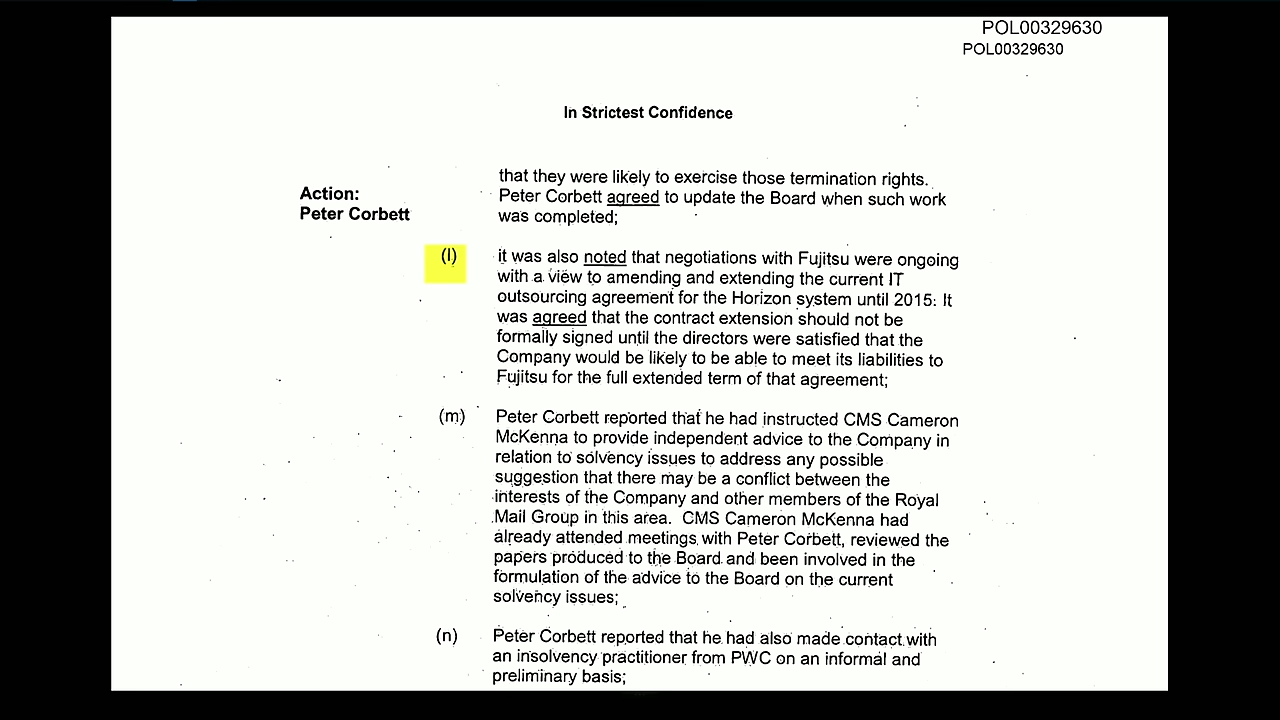 POL00329630
POL00329630
In Strictest Confidence
that they were likely to exercise those termination rights.
Action:
Peter Corbett agreed to update the Board when such work
Peter Corbett
was completed;
(l) it was also noted that negotiations with Fujitsu were ongoing
with a view to amending and extending the current IT
outsourcing agreement for the Horizon system until 2015: It
was agreed that the contract extension should not be
formally signed until the directors were satisfied that the
Company would be likely to be able to meet its liabilities to
Fujitsu for the full extended term of that agreement;
(m) Peter Corbett reported that he had instructed CMS Cameron
McKenna to provide independent advice to the Company in
relation to solvency issues to address any possible
suggestion that there may be a conflict between the
interests of the Company and other members of the Royal
Mail Group in this area. CMS Cameron McKenna had
already attended meetings with Peter Corbett, reviewed the
papers produced to the Board and been involved in the
formulation of the advice to the Board on the current
solvency issues;
(n) Peter Corbett reported that he had also made contact with
an insolvency practitioner from PWC on an informal and
preliminary basis;